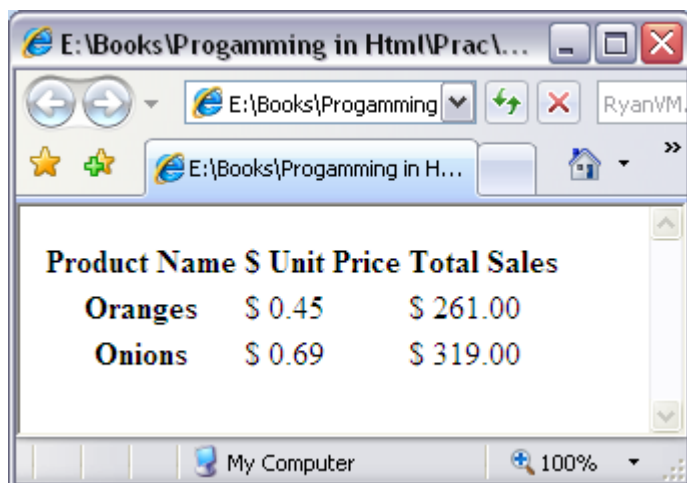 E:\Books\Progamming in Html\Prac\...
E:\Books\Progamming
RyanVM.
E:\Books\Progamming in H...
»
Product Name $ Unit Price Total Sales
Oranges $ 0.45 $ 261.00
Onions $ 0.69 $ 319.00
My Computer
100%